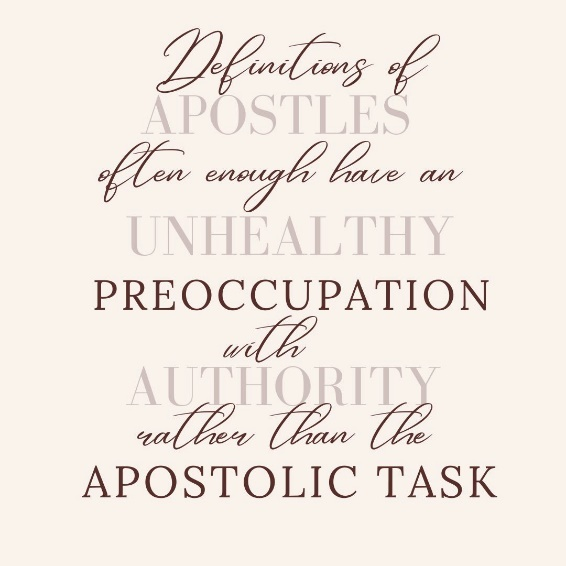 Definitions of
APOSTLES
often enough have an
UNHEALTHY
PREOCCUPATION
with
AUTHORITY
rather than the
APOSTOLIC TASK